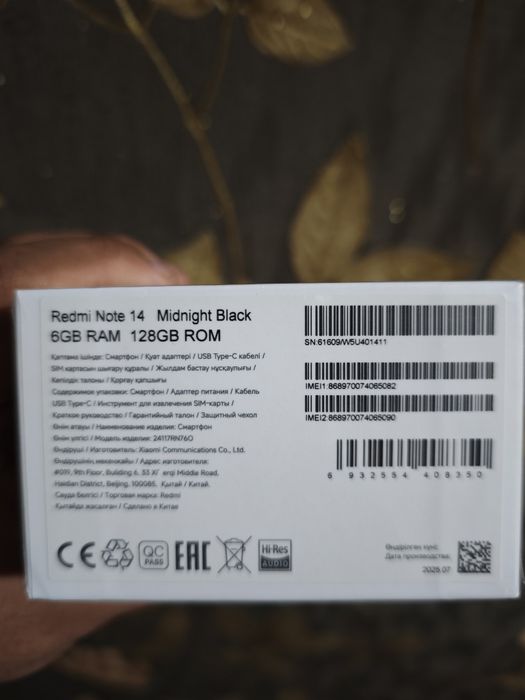 Redmi Note 14 Midnight Black
6GB RAM 128GB ROM
Қаптама ішінде: Смартфон / Қуат адаптері / USB Type-C кабелі /
SIM картасын шығару құралы / Жылдам бастау нұсқаулығы /
Кепілдік талоны / Қорғау қапшығы
Содержимое упаковки: Смартфон / Адаптер питания / Кабель
USB Type-C / Инструмент для извлечения SIM-карты /
Краткое руководство / Гарантийный талон / Защитный чехол
Өнім атауы / Наименование изделия: Смартфон
Өнім үлгісі / Модель изделия: 24117RN76O
Өндіруші / Изготовитель: Xiaomi Communications Co., Ltd.
Өндірушінің мекенжайы / Адрес изготовителя:
#019, 9th Floor, Building 6, 33 Xi'erqi Middle Road,
Haidian District, Beijing, 100085, Қытай / Китай.
Сауда белгісі / Торговая марка: Redmi
Қытайда жасалған / Сделано в Китае
SN:61609/W5U401411
IMEI1:868970074065082
IMEI2:868970074065090
6 932554 408350
CE
QC
PASS
EAC
Hi-Res
AUDIO
Өндірілген күні:
Дата производства:
2025.07